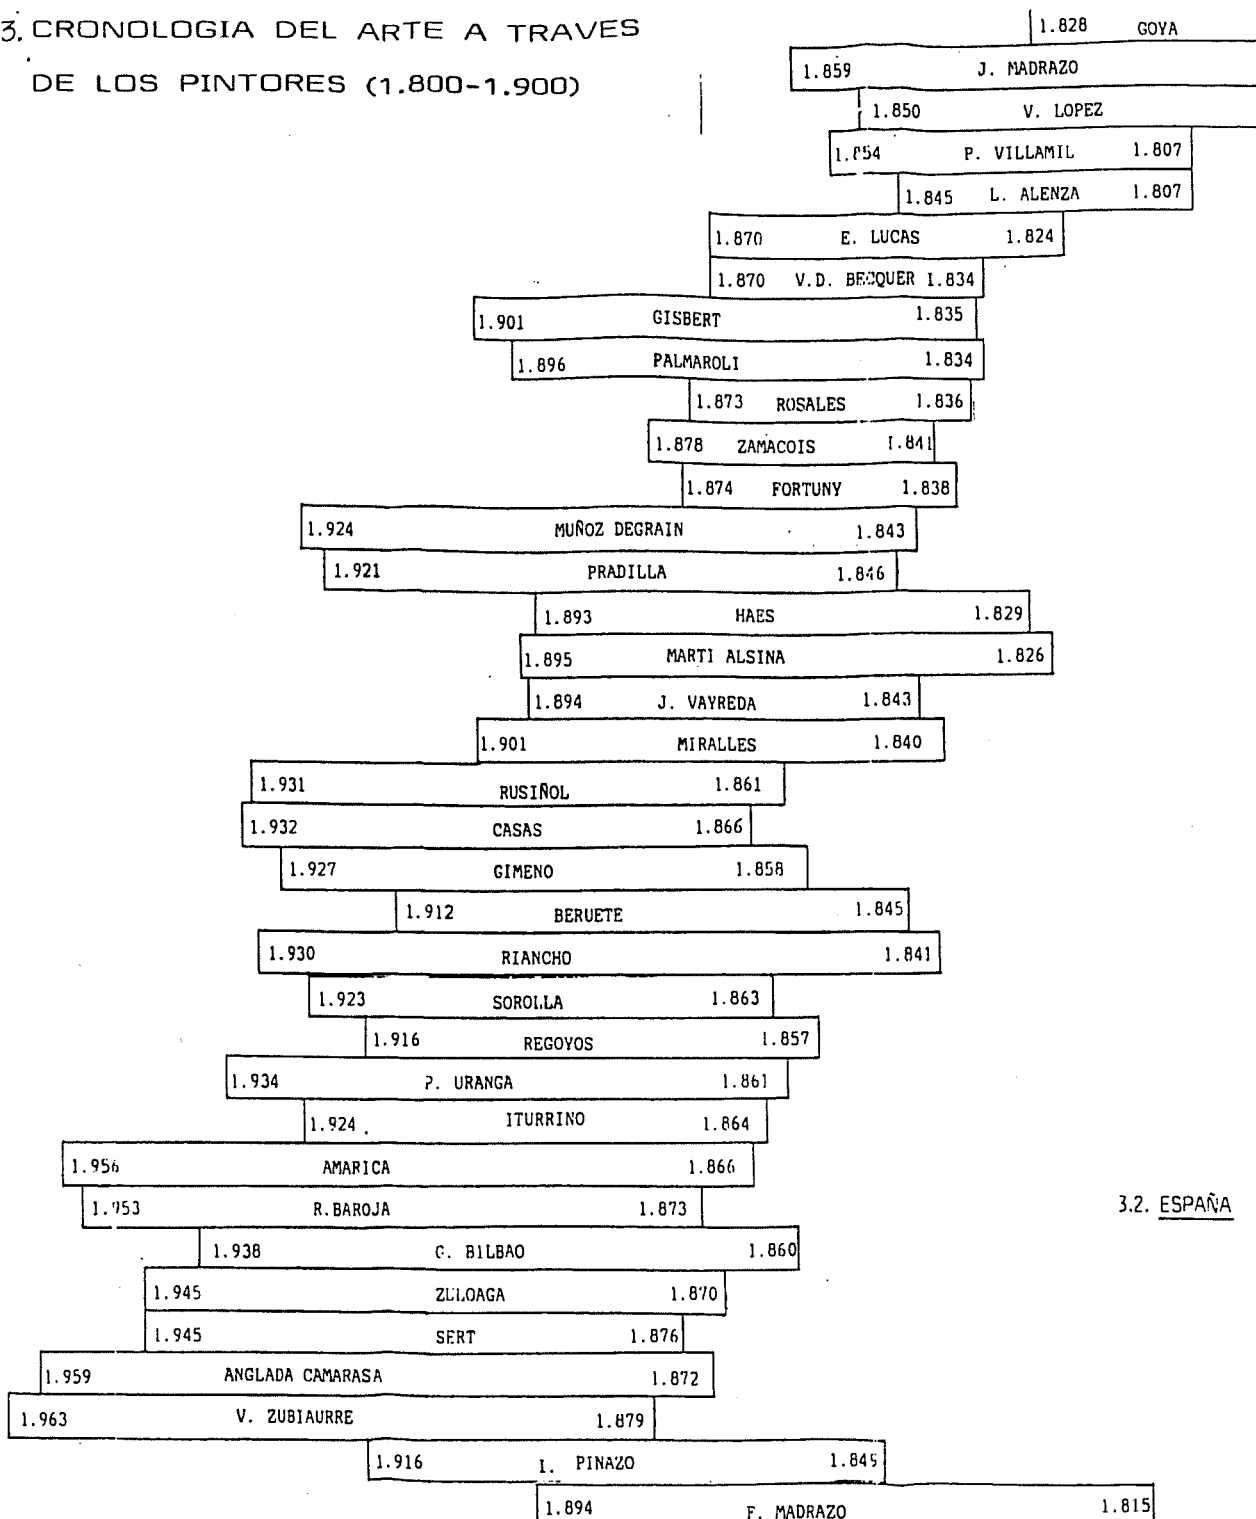 3. CRONOLOGIA DEL ARTE A TRAVES
DE LOS PINTORES (1.800-1.900)
1.828 GOYA
1.859 J. MADRAZO
1.850 V. LOPEZ
1.854 P. VILLAMIL 1.807
1.845 L. ALENZA 1.807
1.870 E. LUCAS 1.824
1.870 V.D. BECQUER 1.834
1.901 GISBERT 1.835
1.896 PALMAROLI 1.834
1.873 ROSALES 1.836
1.878 ZAMACOIS 1.841
1.874 FORTUNY 1.838
1.924 MUÑOZ DEGRAIN 1.843
1.921 PRADILLA 1.846
1.893 HAES 1.829
1.895 MARTI ALSINA 1.826
1.894 J. VAYREDA 1.843
1.901 MIRALLES 1.840
1.931 RUSIÑOL 1.861
1.932 CASAS 1.866
1.927 GIMENO 1.858
1.912 BERUETE 1.845
1.930 RIANCHO 1.841
1.923 SOROLLA 1.863
1.916 REGOYOS 1.857
1.934 P. URANGA 1.861
1.924 ITURRINO 1.864
1.956 AMARICA 1.866
1.953 R.BAROJA 1.873
3.2. ESPAÑA
1.938 G. BILBAO 1.860
1.945 ZULOAGA 1.870
1.945 SERT 1.876
1.959 ANGLADA CAMARASA 1.872
1.963 V. ZUBIAURRE 1.879
1.916 I. PINAZO 1.849
1.894 F. MADRAZO 1.815